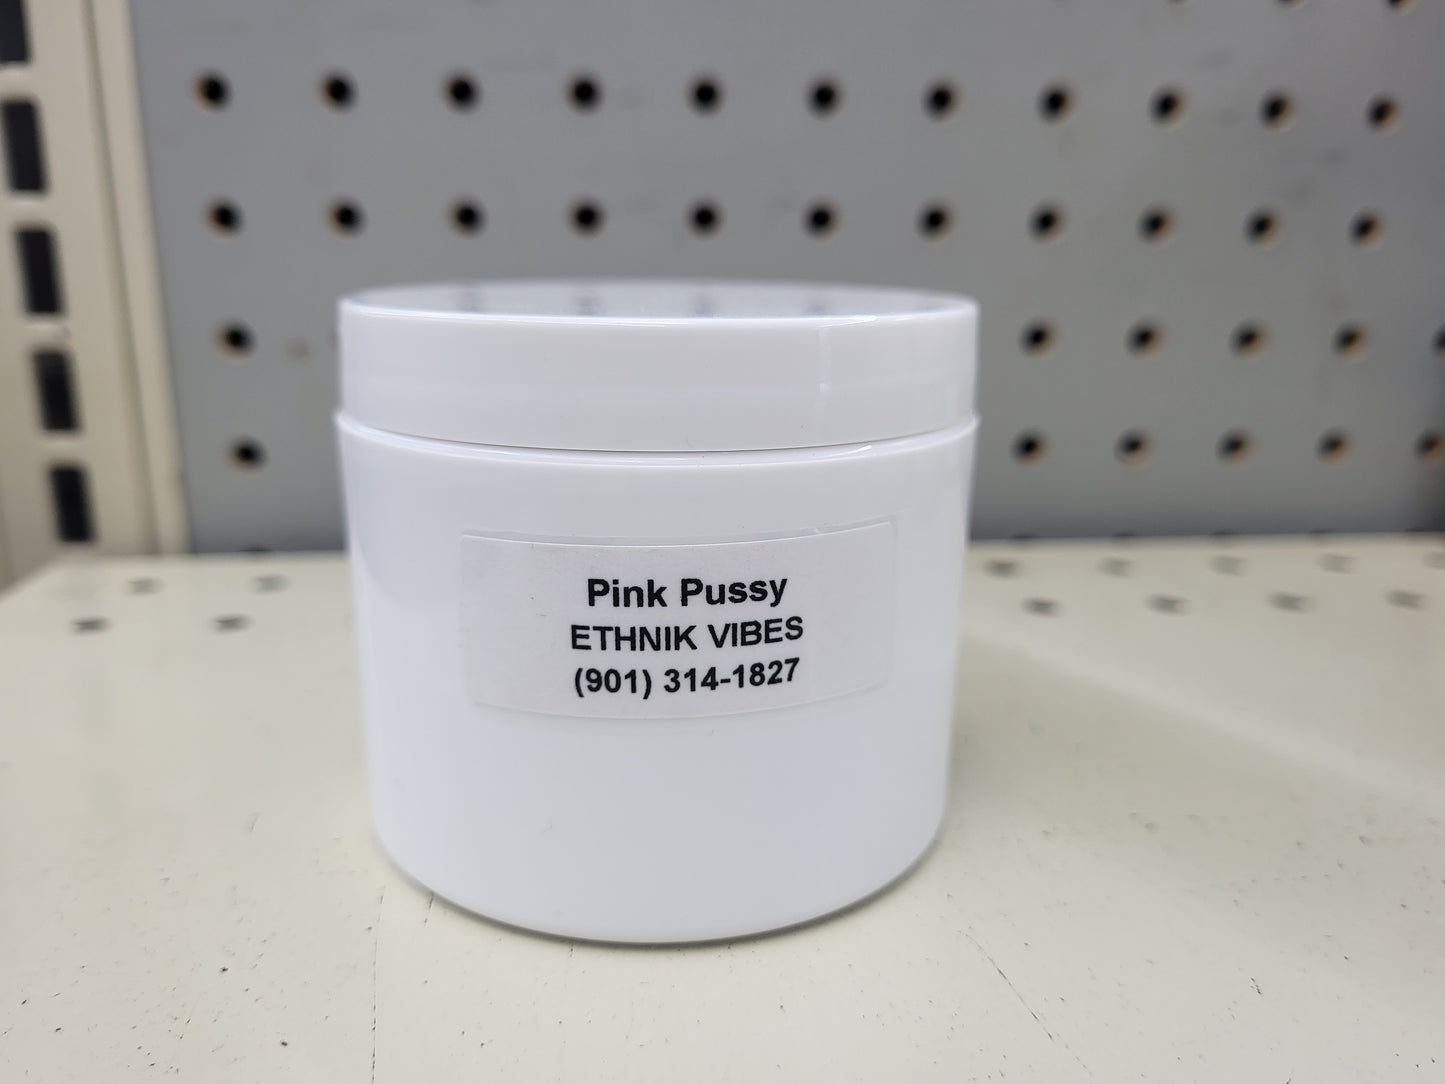 Pink Pussy
ETHNIK VIBES
(901) 314-1827